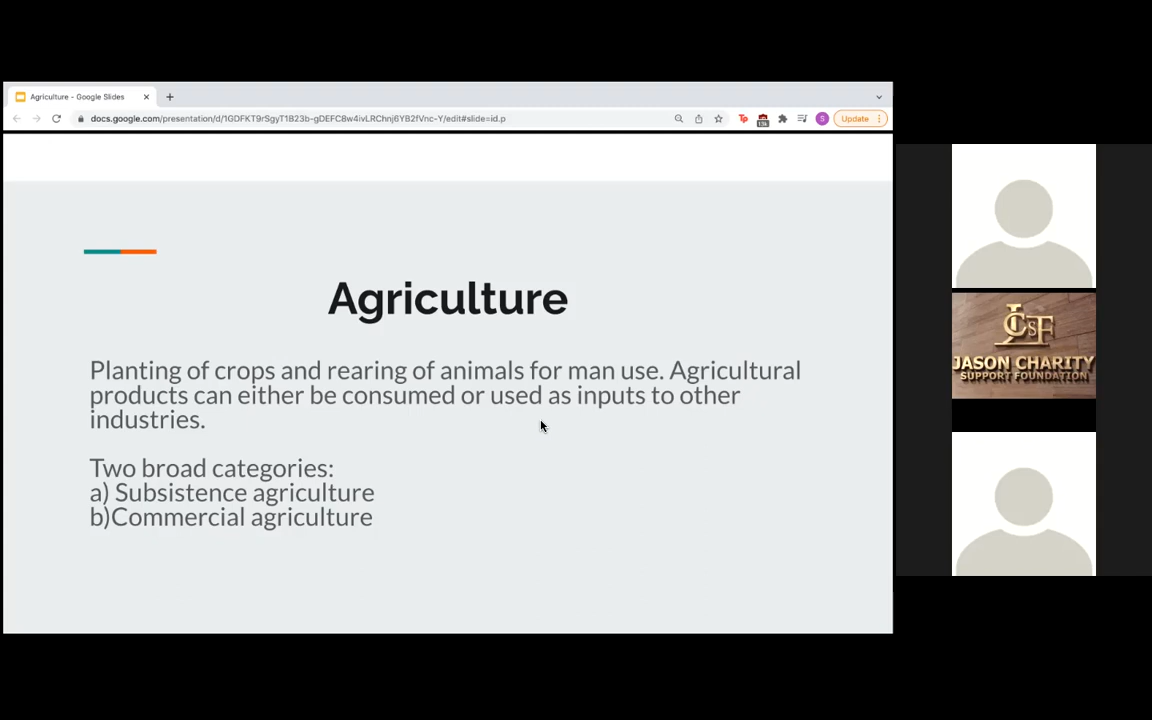 Agriculture - Google Slides
docs.google.com/presentation/d/1GDFKT9rSgyT1B23b-gDEFC8w4ivLRChnj6YB2fVnc-Y/edit#slide=id.p
Tp
S
Update
Agriculture
Planting of crops and rearing of animals for man use. Agricultural
products can either be consumed or used as inputs to other
industries.
Two broad categories:
a) Subsistence agriculture
b)Commercial agriculture
JCSF
JASON CHARITY
SUPPORT FOUNDATION